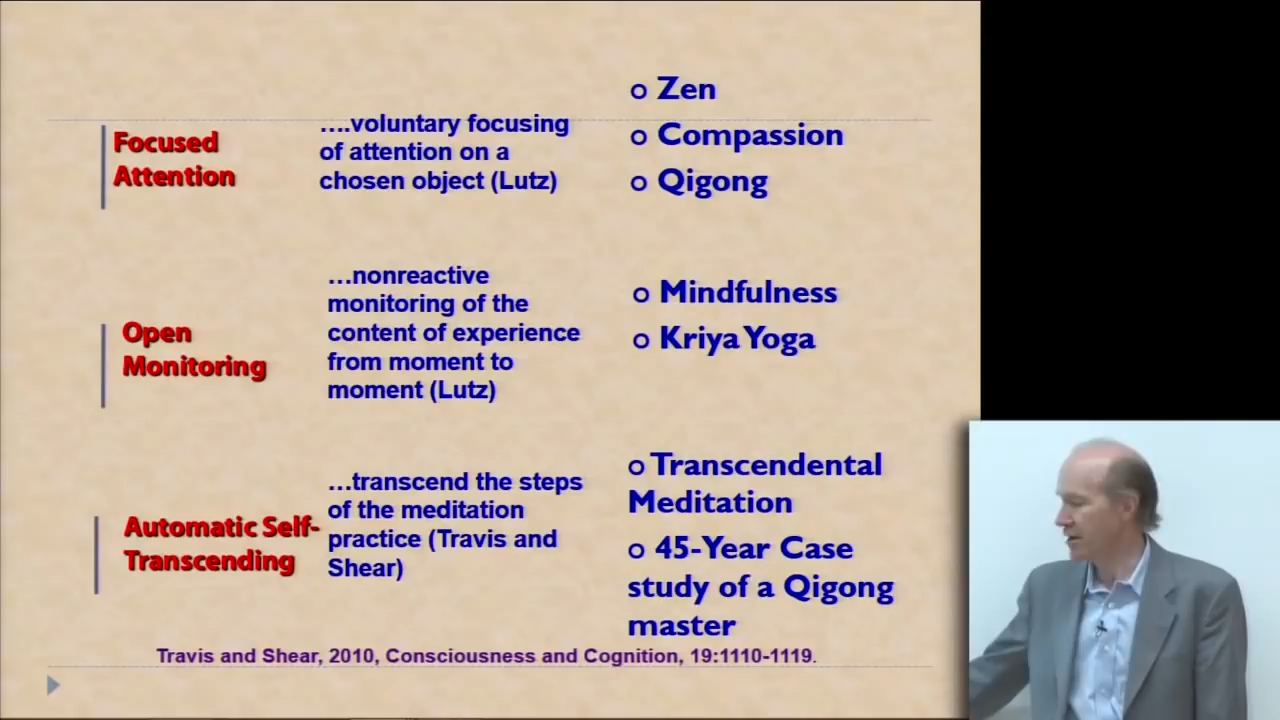 Focused
Attention
….voluntary focusing
of attention on a
chosen object (Lutz)
o Zen
o Compassion
o Qigong
Open
Monitoring
…nonreactive
monitoring of the
content of experience
from moment to
moment (Lutz)
o Mindfulness
o Kriya Yoga
Automatic Self-
Transcending
…transcend the steps
of the meditation
practice (Travis and
Shear)
o Transcendental
Meditation
o 45-Year Case
study of a Qigong
master
Travis and Shear, 2010, Consciousness and Cognition, 19:1110-1119.